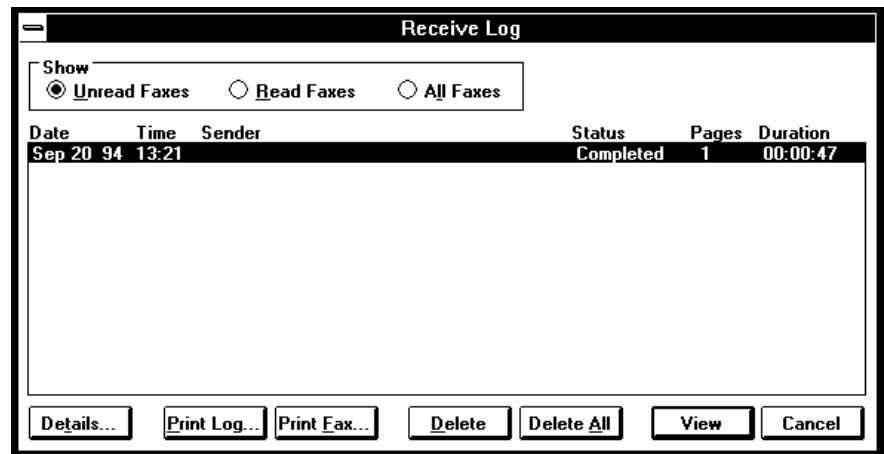 Receive Log
Show
Unread Faxes Read Faxes All Faxes
Date Time Sender Status Pages Duration
Sep 20 94 13:21 Completed 1 00:00:47
Details... Print Log... Print Fax... Delete Delete All View Cancel